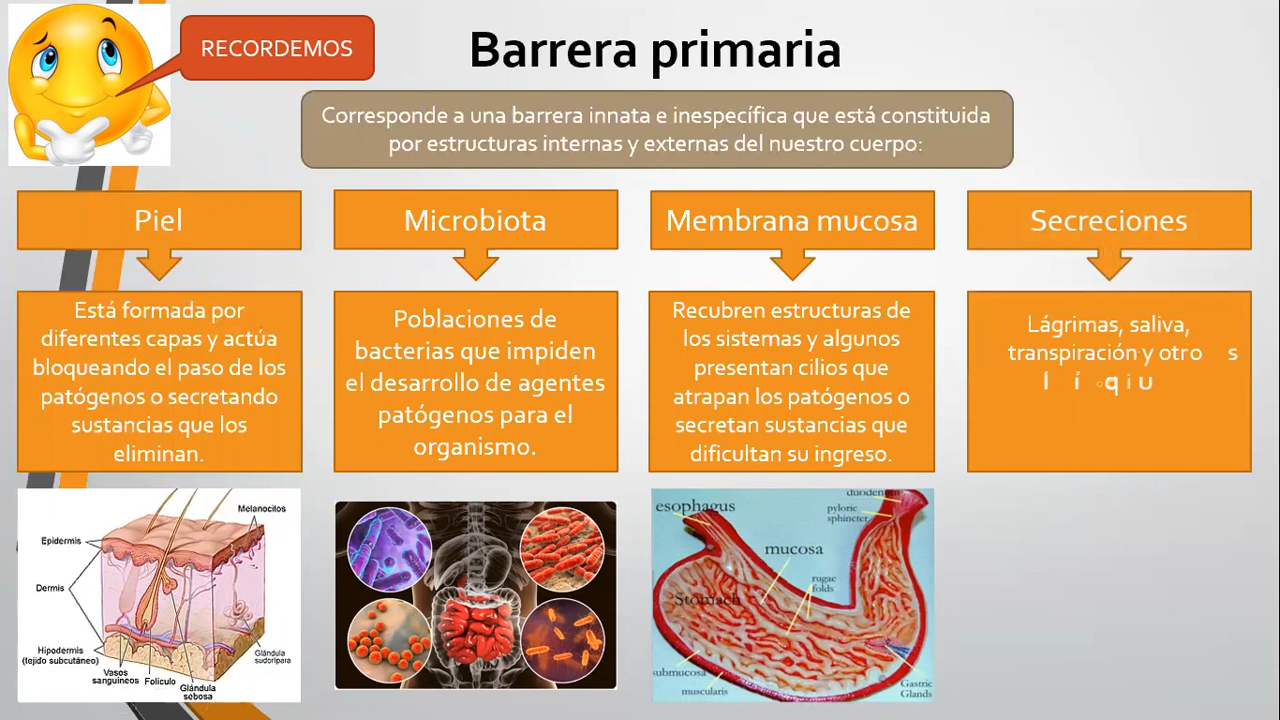 RECORDEMOS
Barrera primaria
Corresponde a una barrera innata e inespecífica que está constituida
por estructuras internas y externas del nuestro cuerpo:
Piel
Está formada por
diferentes capas y actúa
bloqueando el paso de los
patógenos o secretando
sustancias que los
eliminan.
Microbiota
Poblaciones de
bacterias que impiden
el desarrollo de agentes
patógenos para el
organismo.
Membrana mucosa
Recubren estructuras de
los sistemas y algunos
presentan cilios que
atrapan los patógenos o
secretan sustancias que
dificultan su ingreso.
Secreciones
Lágrimas, saliva,
transpiración y otro s
l í q i u
Melanocitos
Epidermis
Dermis
Hipodermis
(tejido subcutáneo)
Vasos
sanguíneos
Folículo
Glándula
sebosa
Glándula
sudorípara
esophagus
duodenum
pyloric
sphincter
mucosa
rugae
folds
Stomach
submucosa
muscularis
Gastric
Glands